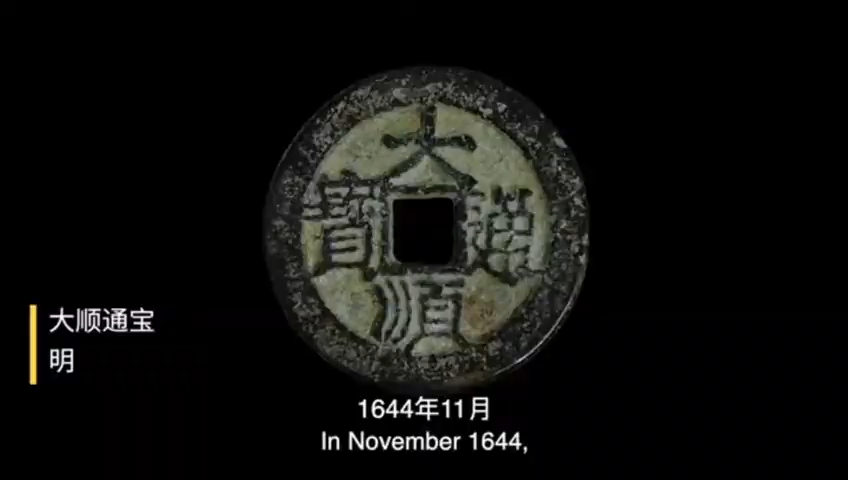 大
順
通
寶
大顺通宝
明
1644年11月
In November 1644,